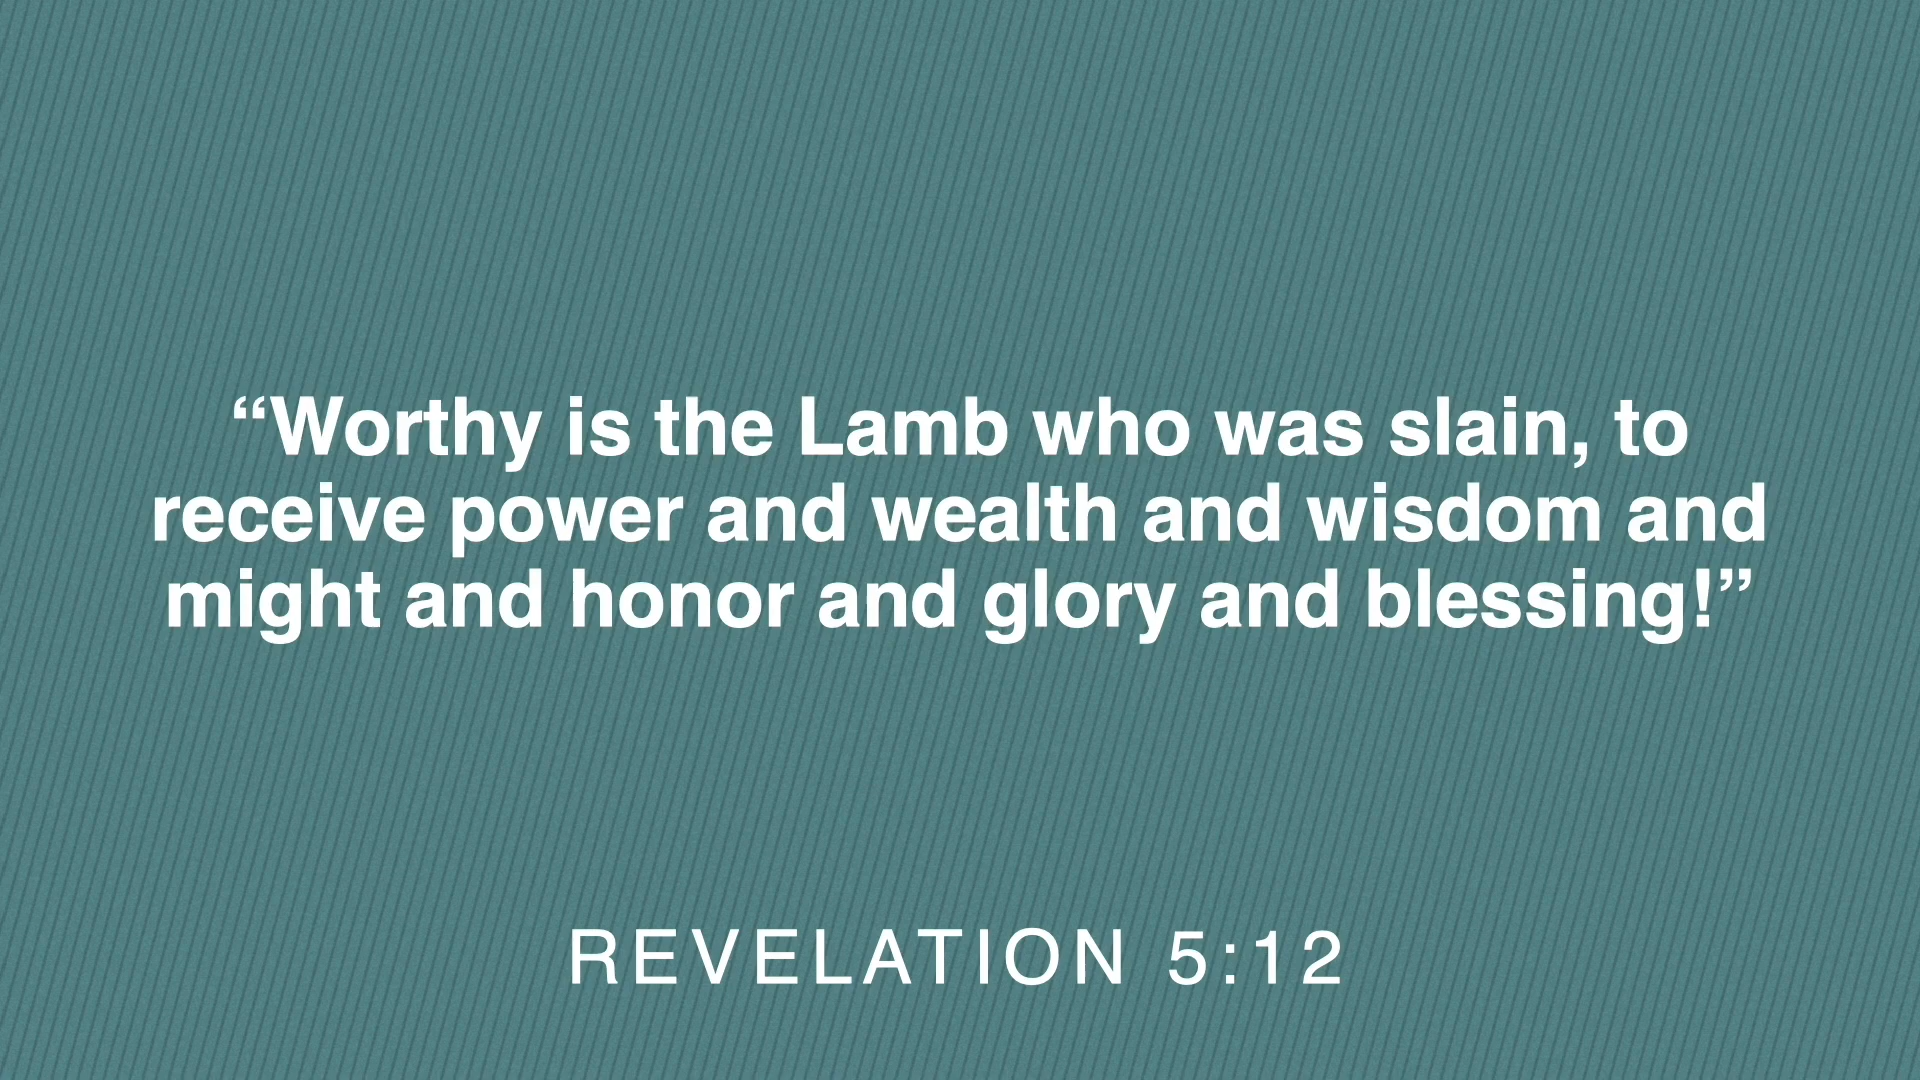 “Worthy is the Lamb who was slain, to
receive power and wealth and wisdom and
might and honor and glory and blessing!”
REVELATION 5:12